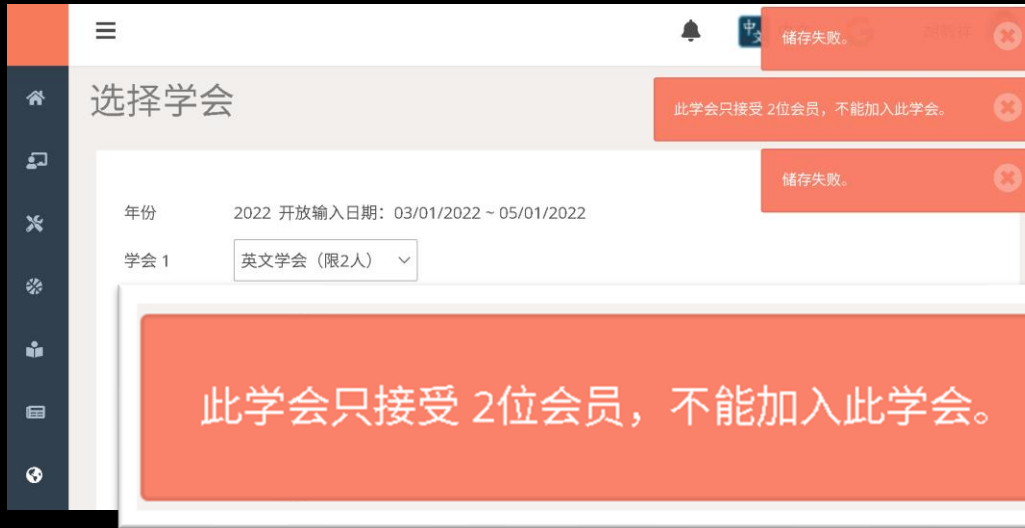 中文
储存失败。
选择学会
此学会只接受 2位会员，不能加入此学会。
储存失败。
年份 2022 开放输入日期：03/01/2022 ~ 05/01/2022
学会 1 英文学会（限2人）
此学会只接受 2位会员，不能加入此学会。